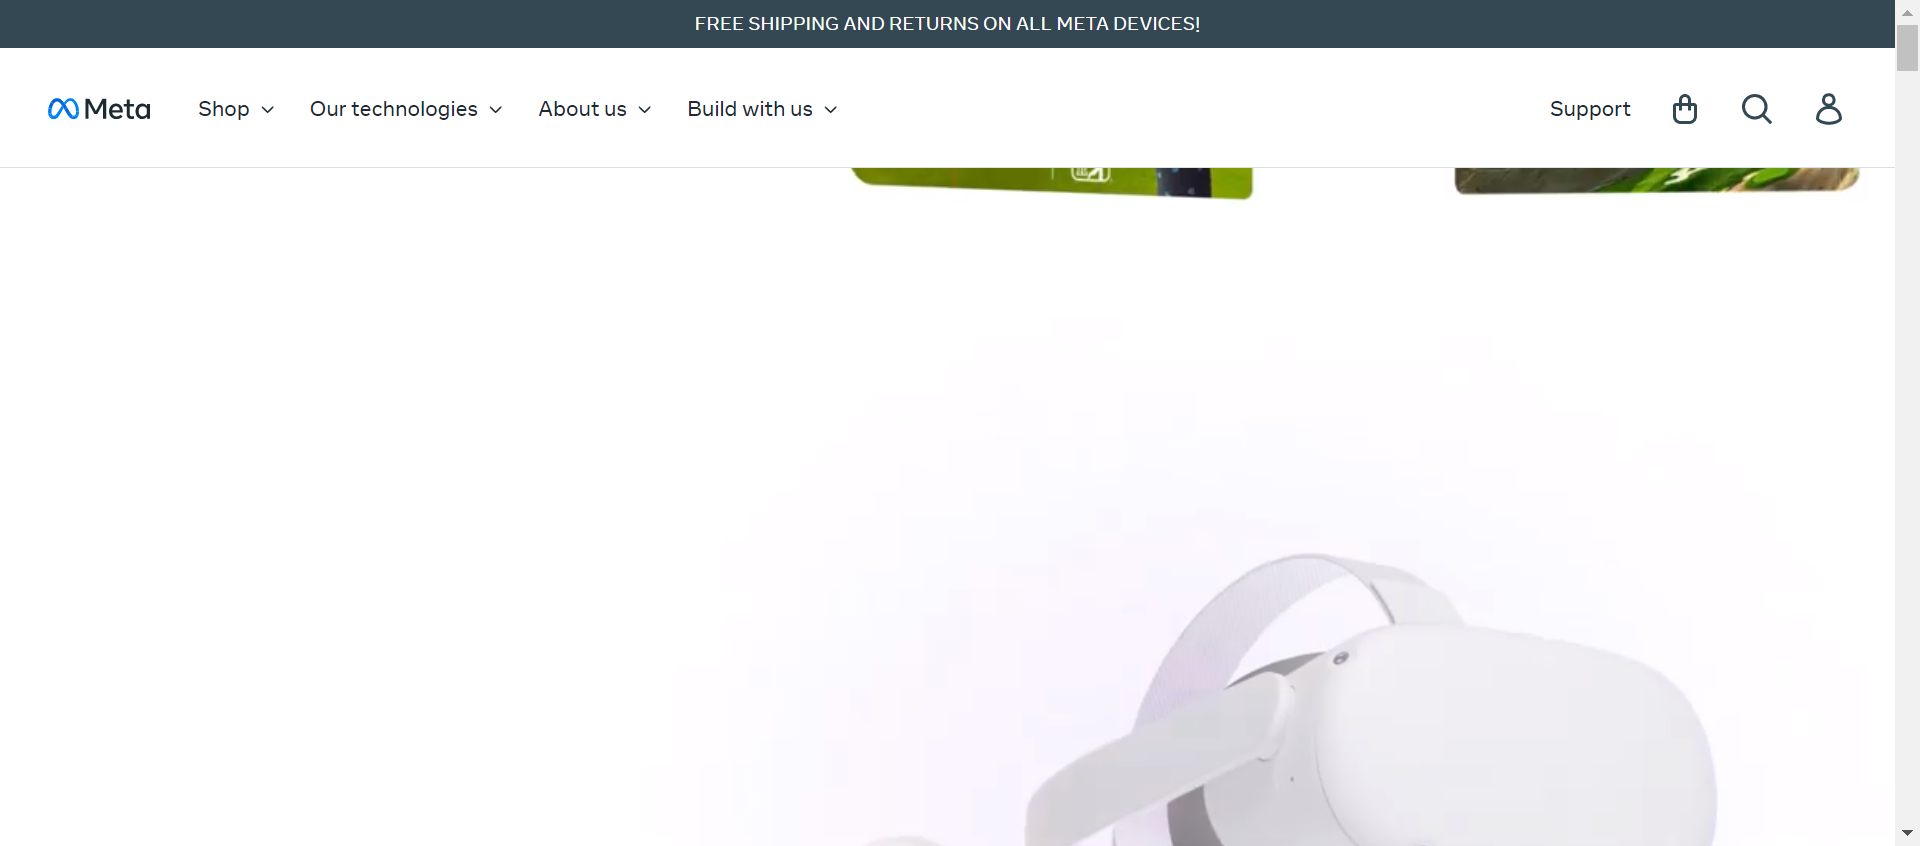 FREE SHIPPING AND RETURNS ON ALL META DEVICES!
Meta Shop Our technologies About us Build with us Support